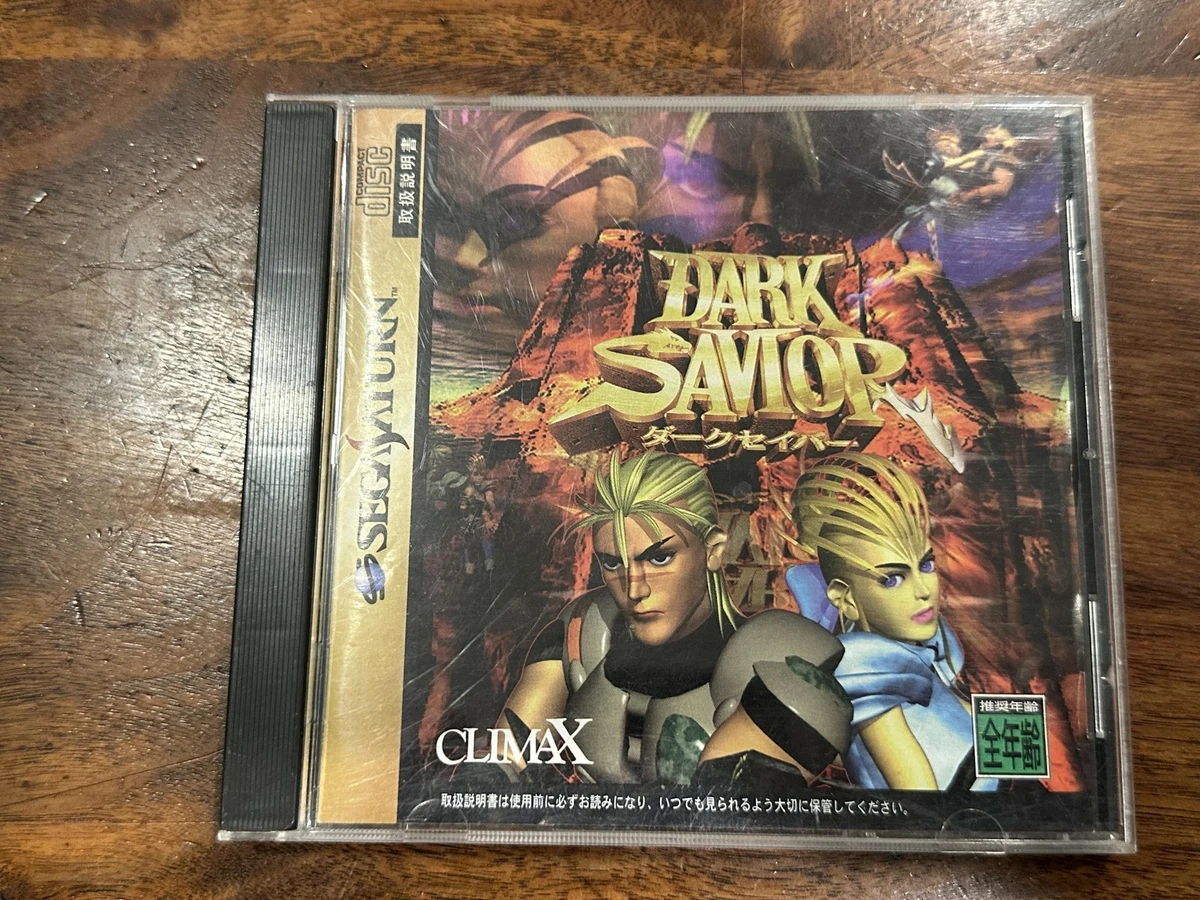 COMPACT
disc
取扱説明書
SEGA SATURN™
DARK
SAVIOR
ダークセイバー
CLIMAX
推奨年齢
全年齢
取扱説明書は使用前に必ずお読みになり、いつでも見られるよう大切に保管してください。